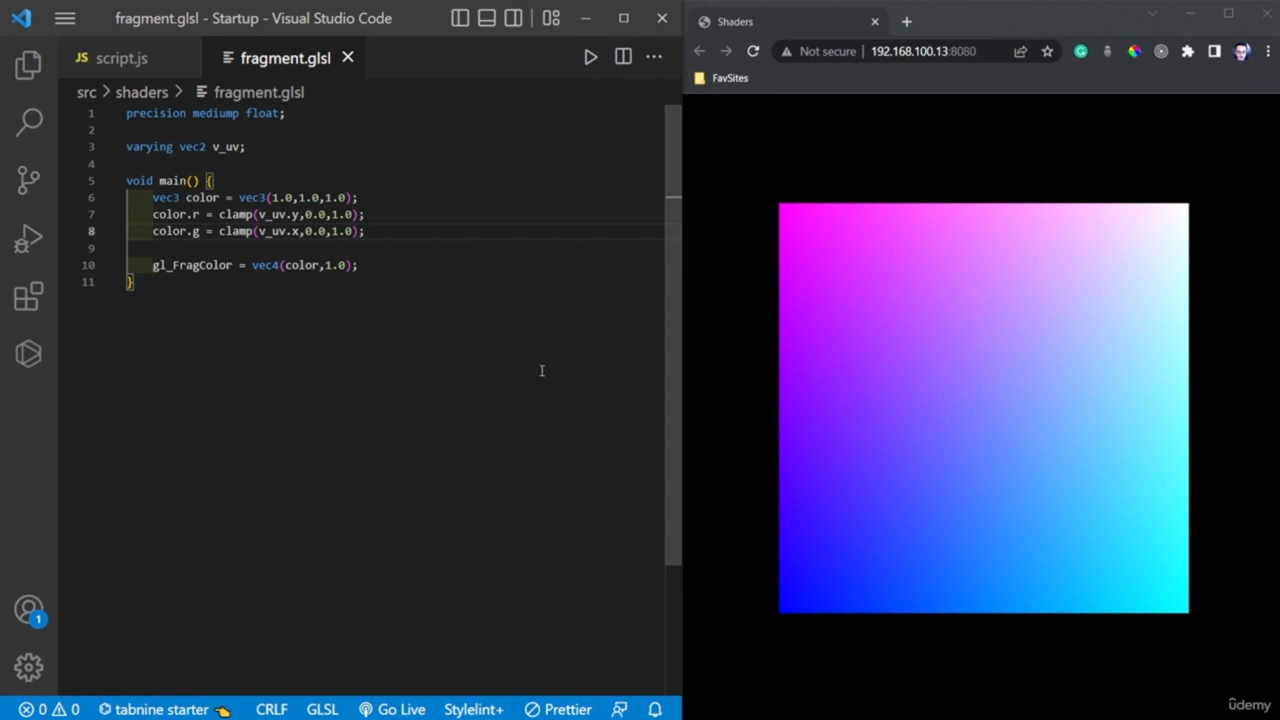 fragment.glsl - Startup - Visual Studio Code
JS script.js
fragment.glsl
src > shaders > fragment.glsl
1 precision mediump float;
2
3 varying vec2 v_uv;
4
5 void main() {
6 vec3 color = vec3(1.0,1.0,1.0);
7 color.r = clamp(v_uv.y,0.0,1.0);
8 color.g = clamp(v_uv.x,0.0,1.0);
9
10 gl_FragColor = vec4(color,1.0);
11 }
1
0 0 tabnine starter CRLF GLSL Go Live Stylelint+ Prettier
Shaders
Not secure | 192.168.100.13:8080
FavSites
ûdemy